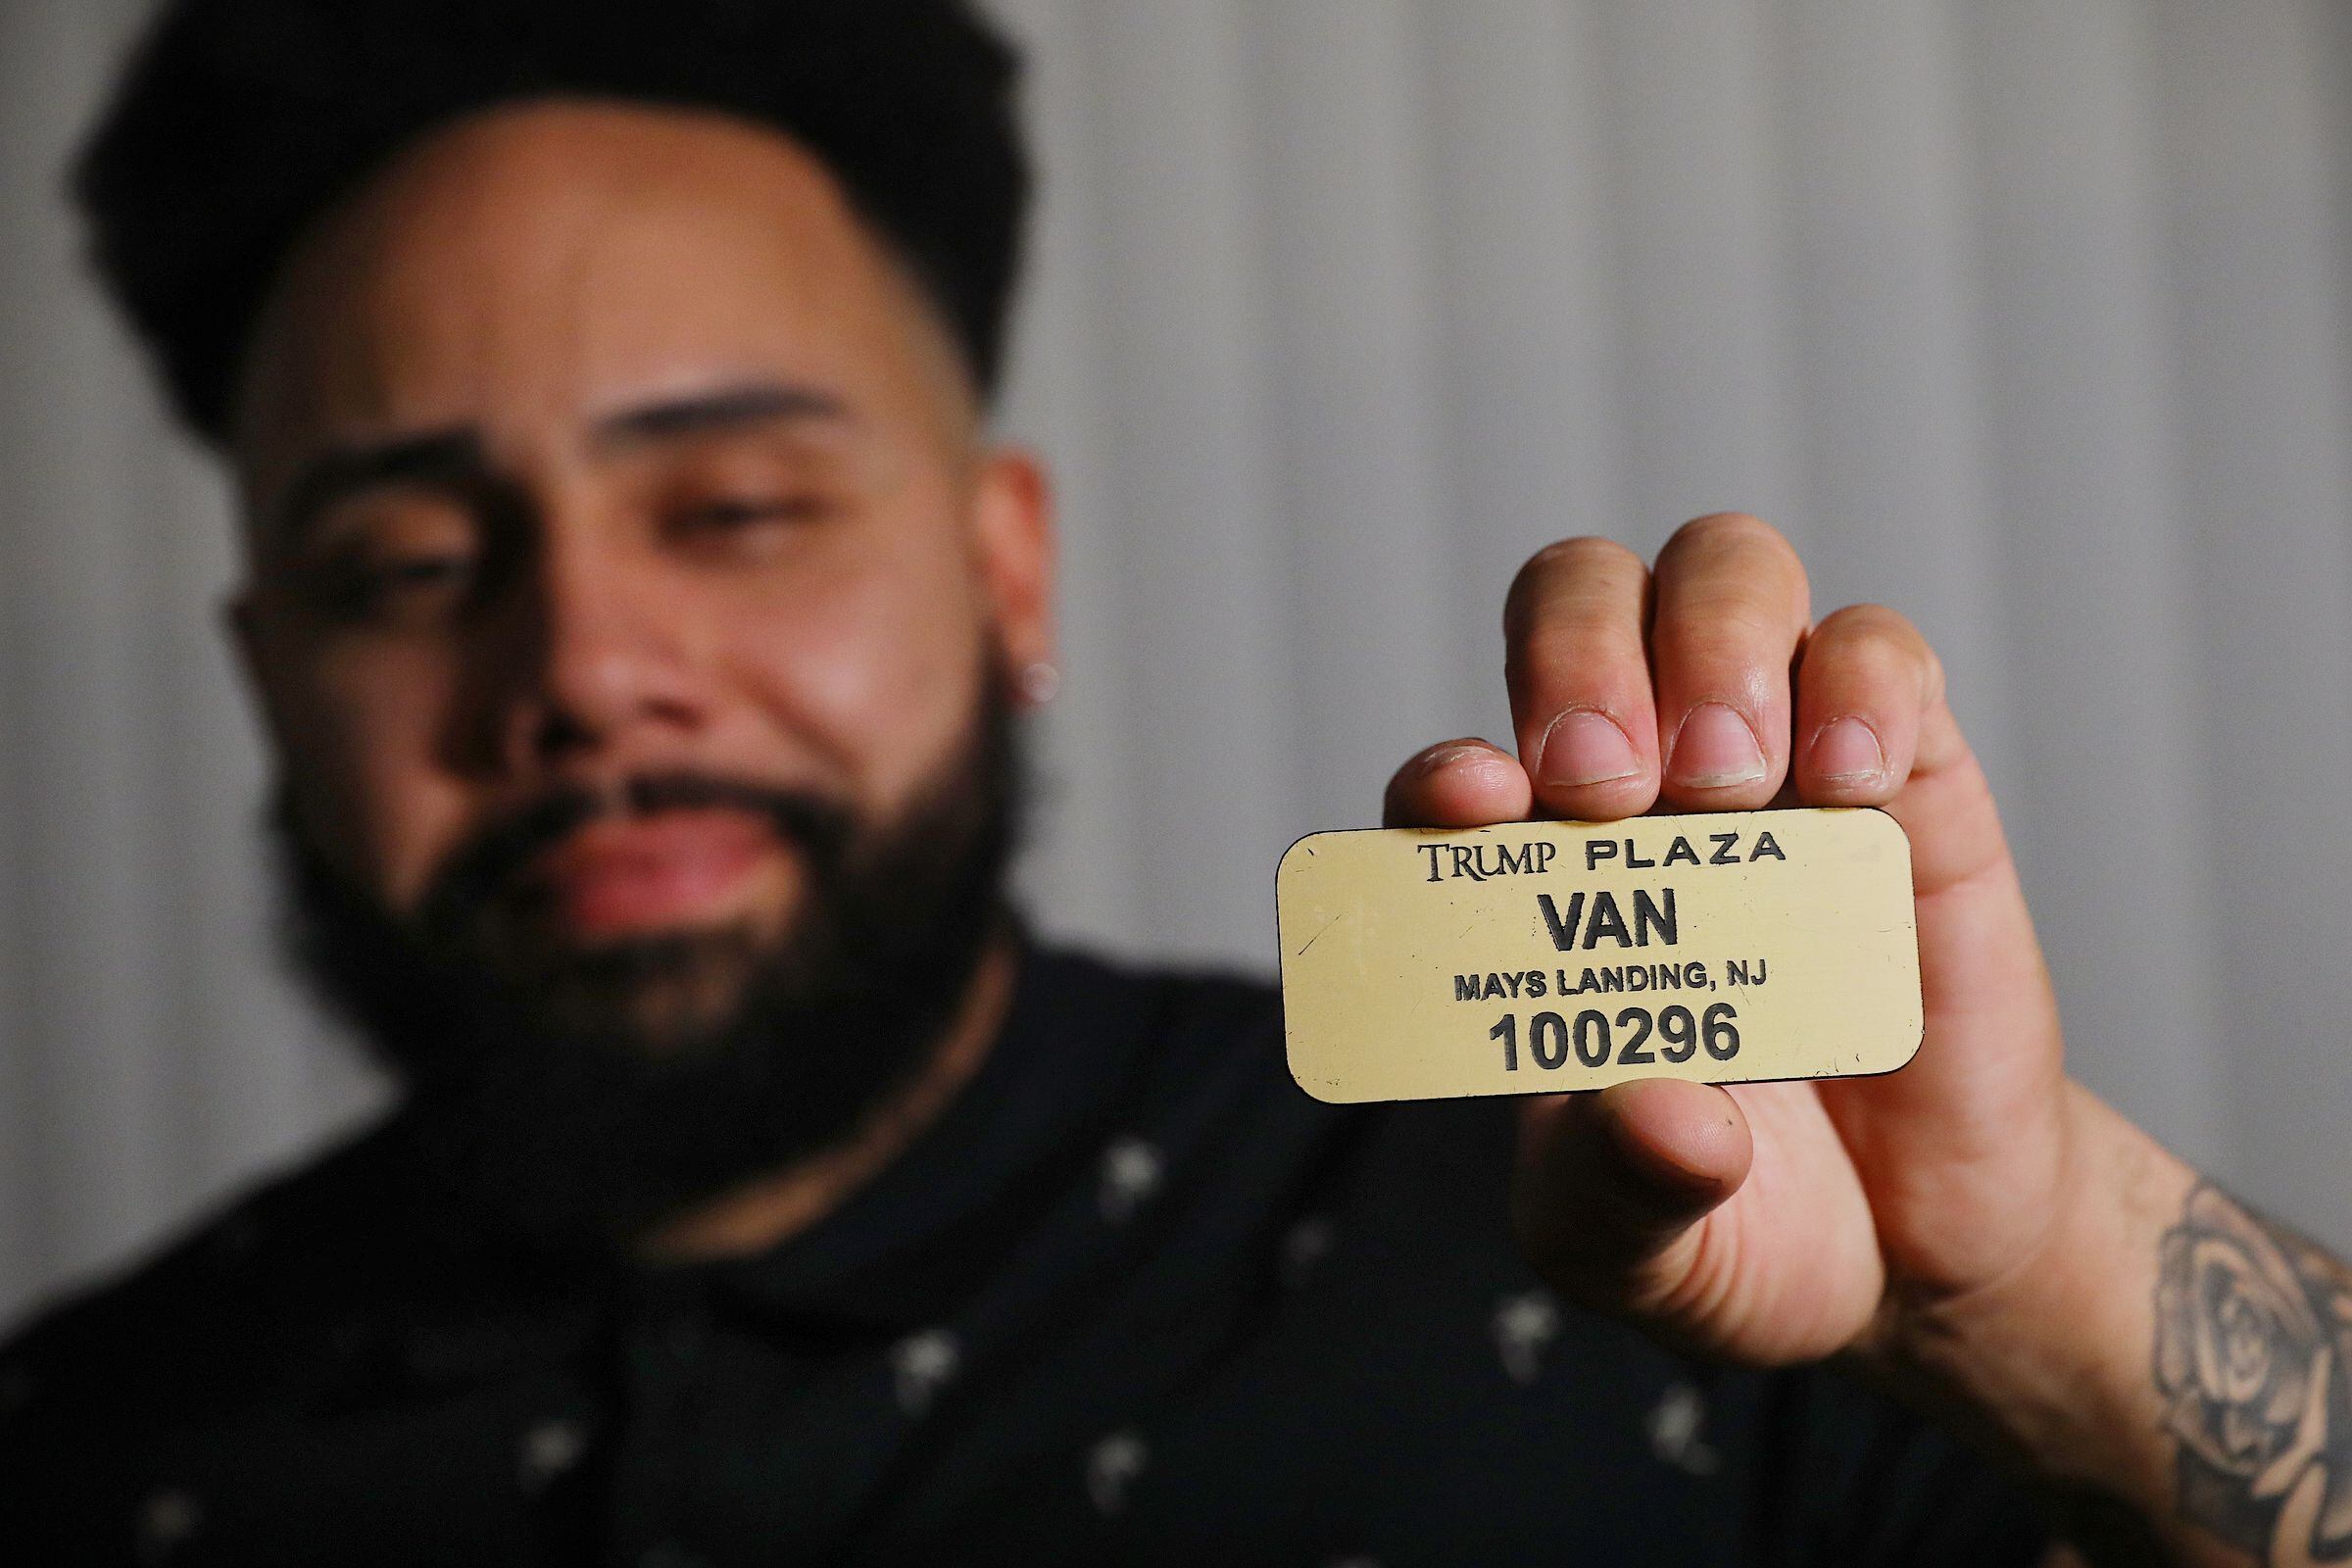 TRUMP PLAZA
VAN
MAYS LANDING, NJ
100296